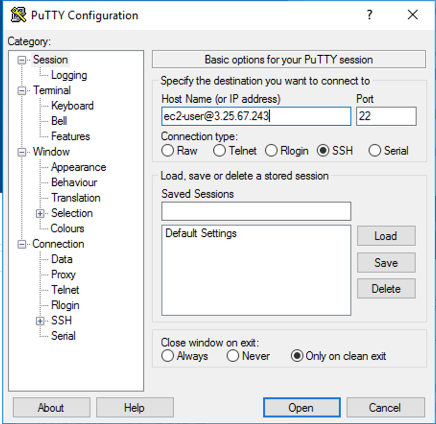 PuTTY Configuration
?
Category:
Session
Logging
Terminal
Keyboard
Bell
Features
Window
Appearance
Behaviour
Translation
Selection
Colours
Connection
Data
Proxy
Telnet
Rlogin
SSH
Serial
Basic options for your PuTTY session
Specify the destination you want to connect to
Host Name (or IP address) Port
ec2-user@3.25.67.243 22
Connection type:
Raw Telnet Rlogin SSH Serial
Load, save or delete a stored session
Saved Sessions
Default Settings
Load
Save
Delete
Close window on exit:
Always Never Only on clean exit
About Help Open Cancel